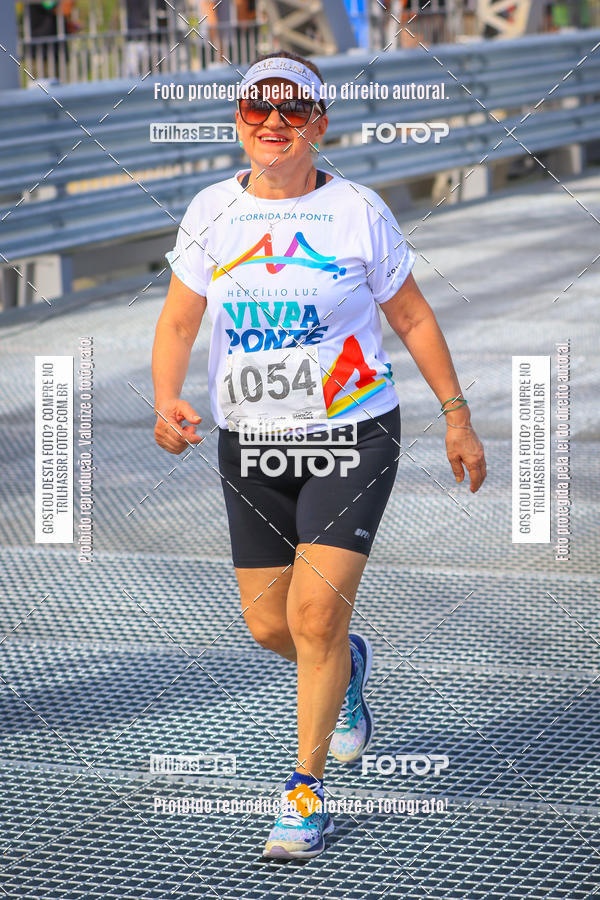 Foto protegida pela lei do direito autoral.
trilhasBR FOTOP
1ª CORRIDA DA PONTE
HERCÍLIO LUZ
VIVA A
PONTE
1054
trilhasBR
FOTOP
GOSTOU DESTA FOTO? COMPRE NO
TRILHASBR.FOTOP.COM.BR
Proibido reprodução. Valorize o fotógrafo!
GOSTOU DESTA FOTO? COMPRE NO
TRILHASBR.FOTOP.COM.BR
Foto protegida pela lei do direito autoral.
trilhasBR FOTOP
Proibido reprodução. Valorize o fotógrafo!